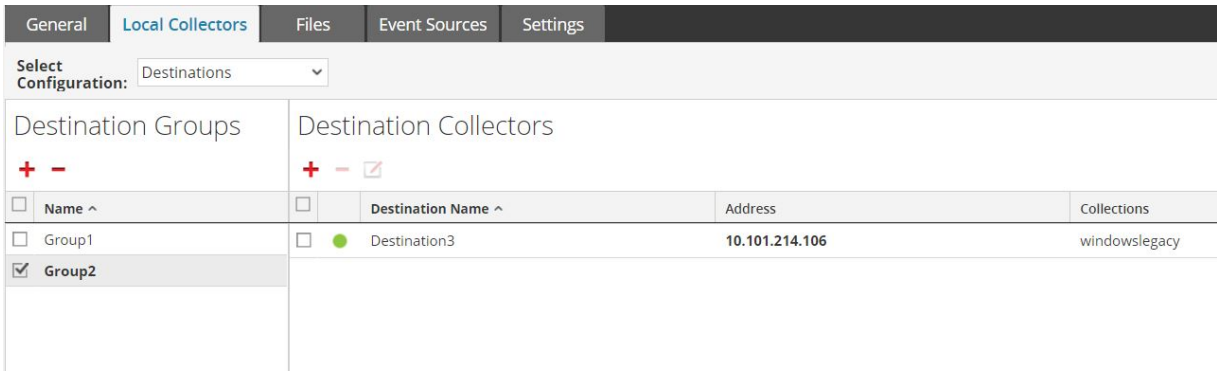 General Local Collectors Files Event Sources Settings
Select
Configuration: Destinations
Destination Groups
Name
Group1
Group2
Destination Collectors
Destination Name Address Collections
Destination3 10.101.214.106 windowslegacy